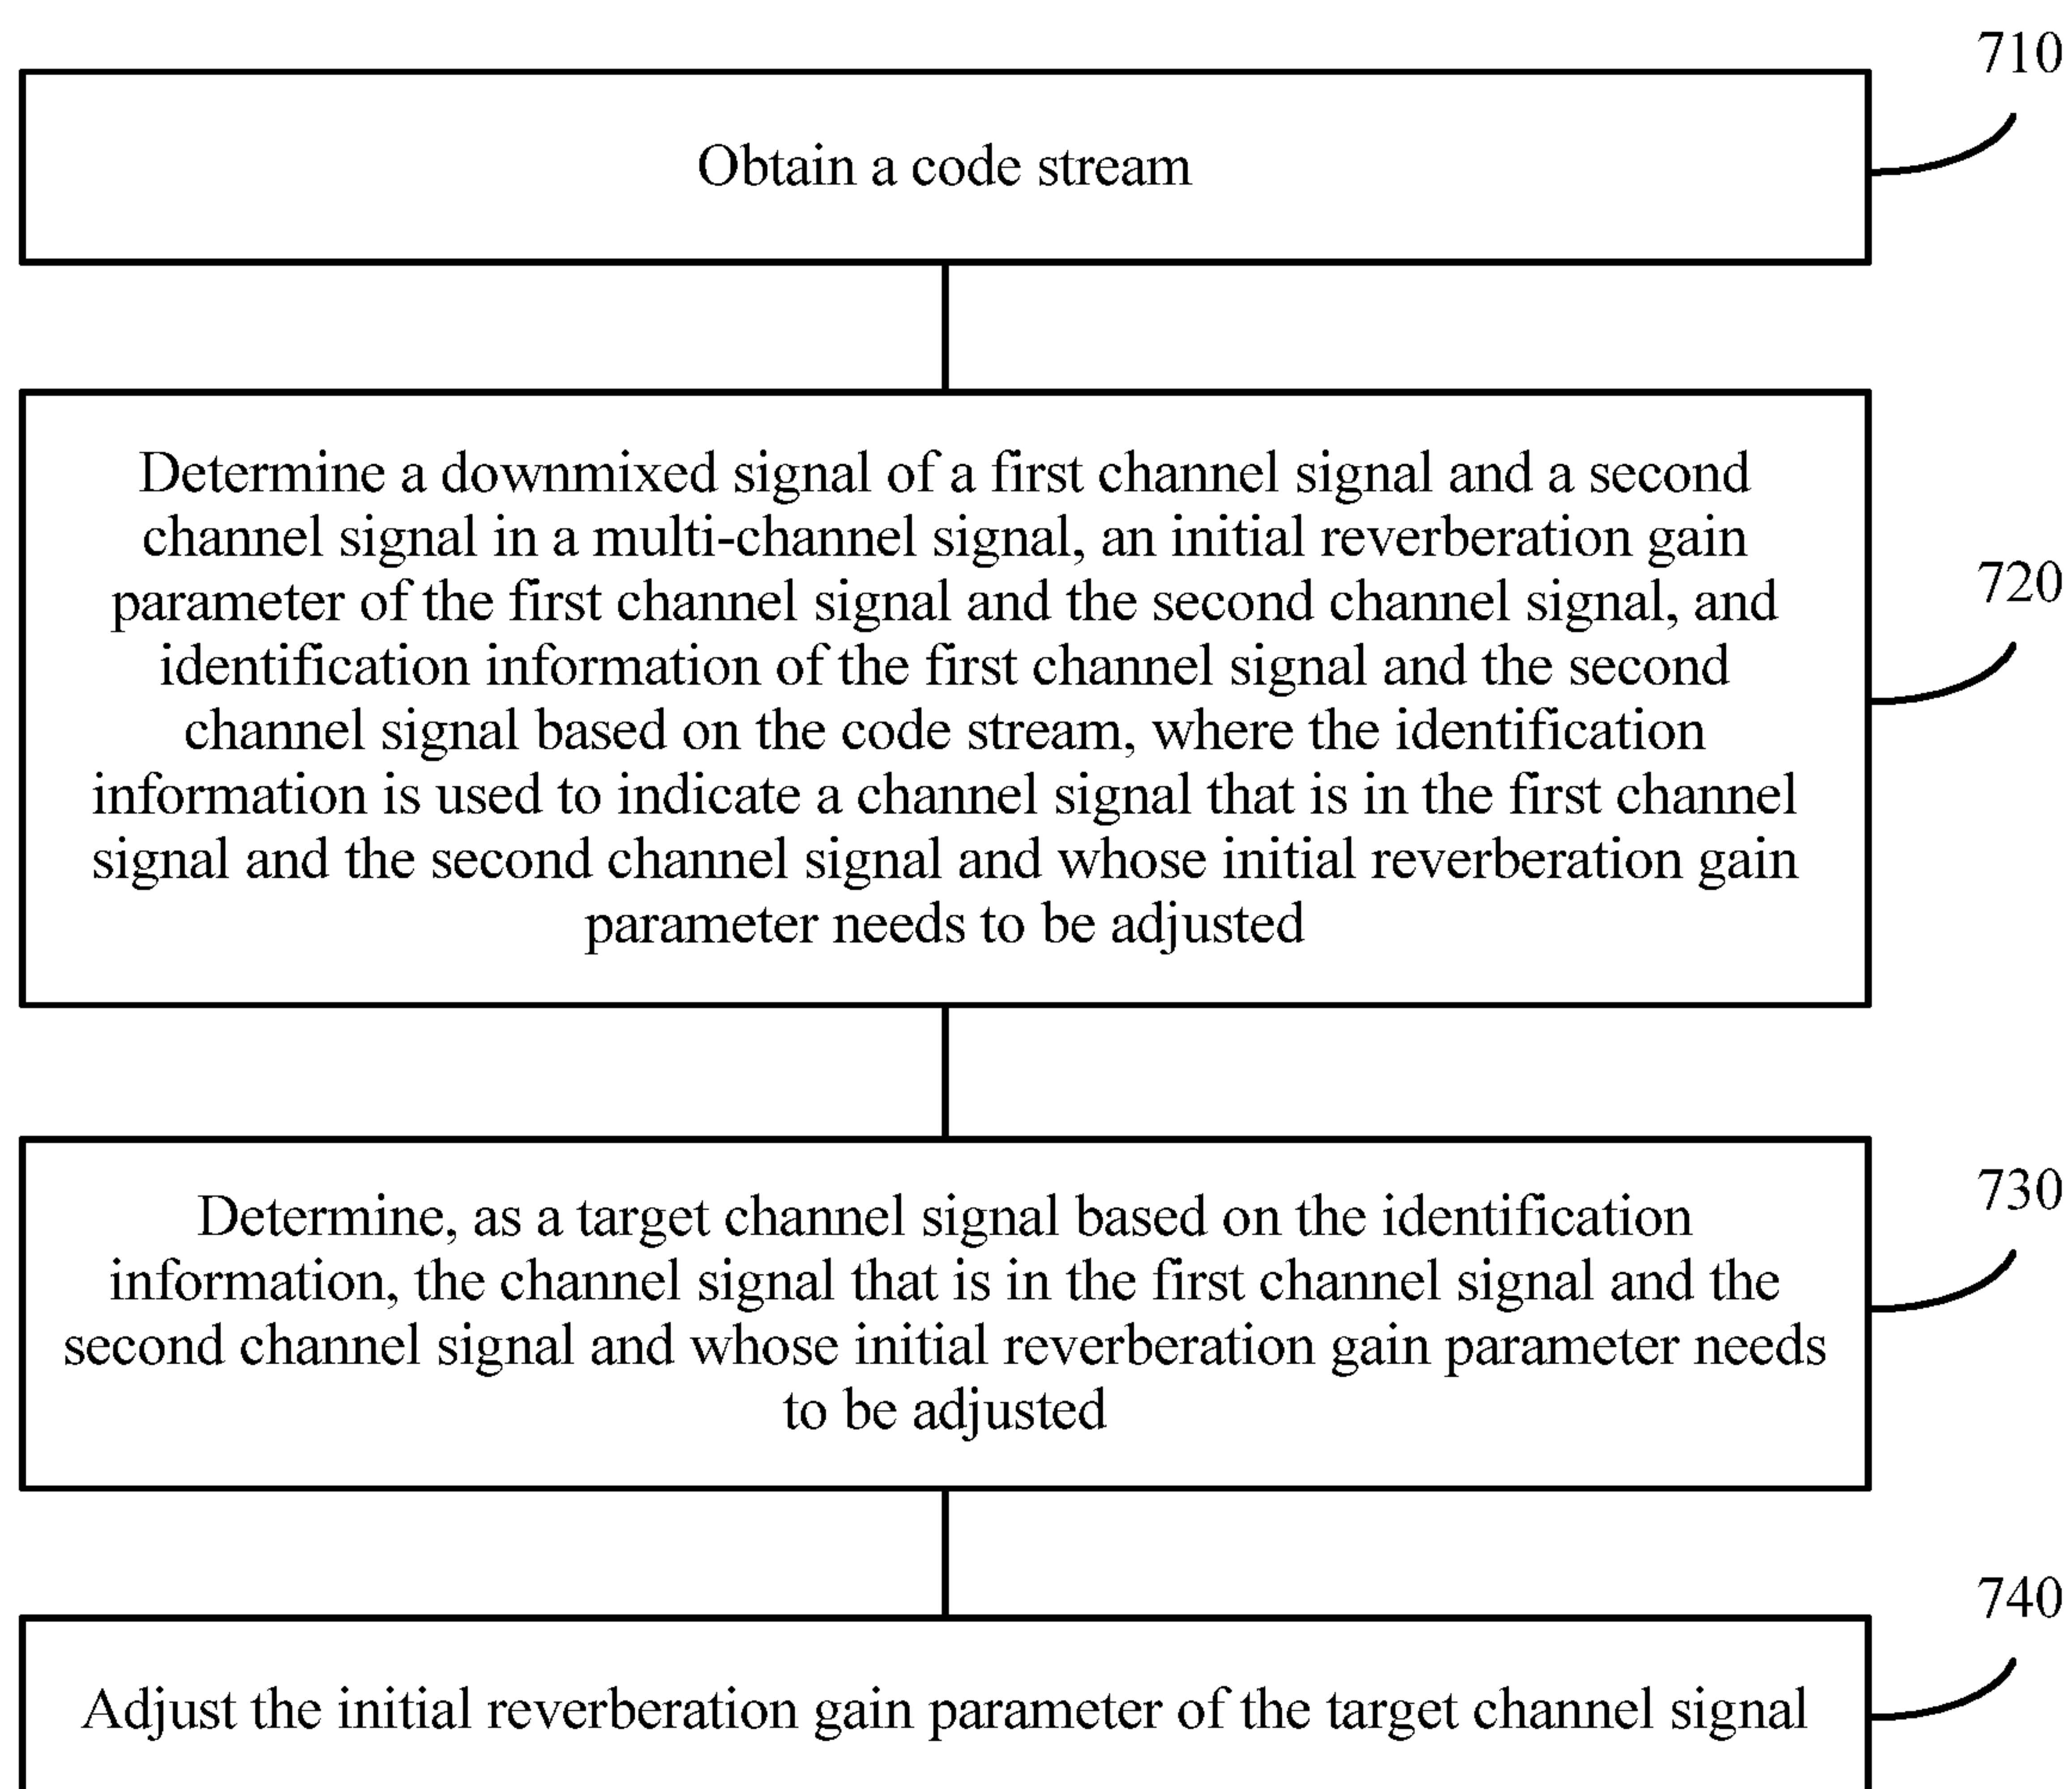 710
Obtain a code stream
Determine a downmixed signal of a first channel signal and a second
channel signal in a multi-channel signal, an initial reverberation gain
parameter of the first channel signal and the second channel signal, and
identification information of the first channel signal and the second
channel signal based on the code stream, where the identification
information is used to indicate a channel signal that is in the first channel
signal and the second channel signal and whose initial reverberation gain
parameter needs to be adjusted
720
Determine, as a target channel signal based on the identification
information, the channel signal that is in the first channel signal and the
second channel signal and whose initial reverberation gain parameter needs
to be adjusted
730
740
Adjust the initial reverberation gain parameter of the target channel signal